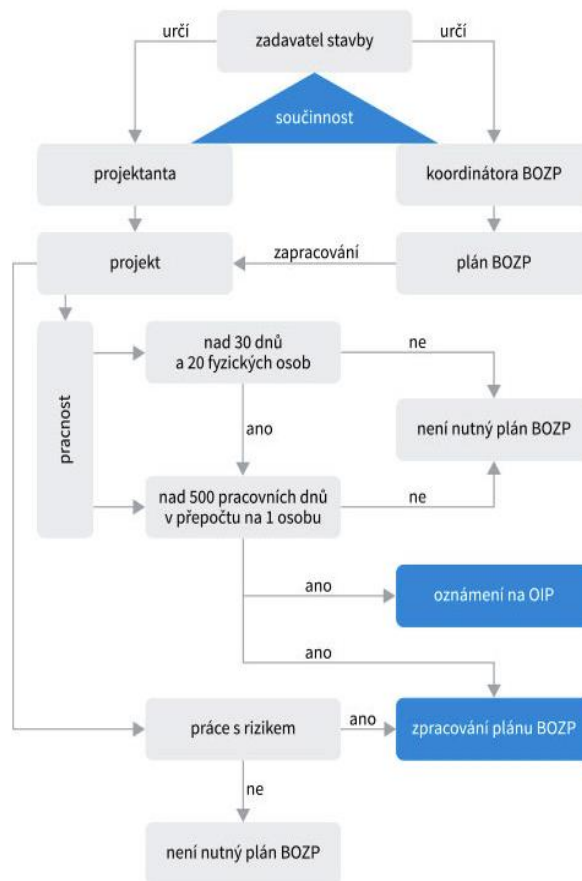 určí
zadavatel stavby
určí
součinnost
projektanta
koordinátora BOZP
projekt
zapracování
plán BOZP
pracnost
nad 30 dnů
a 20 fyzických osob
ne
není nutný plán BOZP
ano
nad 500 pracovních dnů
v přepočtu na 1 osobu
ne
ano
oznámení na OIP
ano
práce s rizikem
ano
zpracování plánu BOZP
ne
není nutný plán BOZP